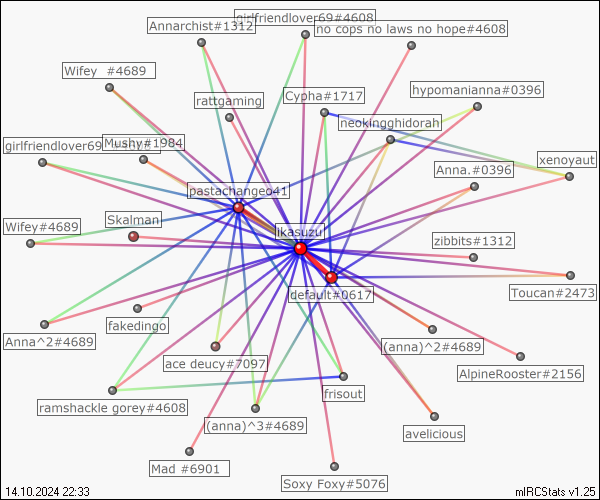 girlfriendlover69#4608
Annarchist#1312
no cops no laws no hope#4608
Wifey #4689
hypomanianna#0396
rattgaming
Cypha#1717
neokingghidorah
girlfriendlover69
Mushy#1984
xenoyaut
Anna.#0396
pastachangeo41
Skalman
Wifey#4689
ikasuzu
zibbits#1312
Toucan#2473
default#0617
fakedingo
Anna^2#4689
(anna)^2#4689
ace deucy#7097
AlpineRooster#2156
frisout
ramshackle gorey#4608
(anna)^3#4689
avelicious
Mad #6901
Soxy Foxy#5076
14.10.2024 22:33
mIRCStats v1.25